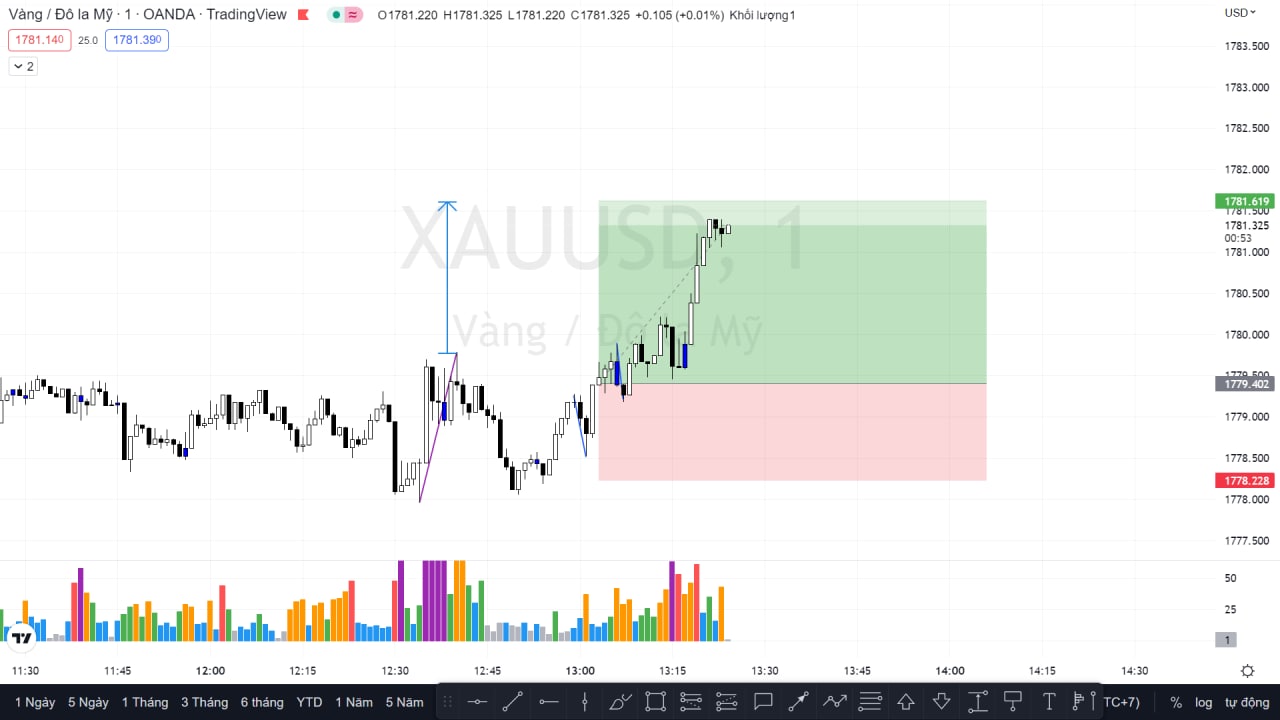 Vàng / Đô la Mỹ · 1 · OANDA · TradingView
O1781.220 H1781.325 L1781.220 C1781.325 +0.105 (+0.01%) Khối lượng1
USD
1781.140 25.0 1781.390
2
1783.500
1783.000
1782.500
1782.000
1781.619
1781.500
1781.325
00:53
1781.000
1780.500
1780.000
1779.500
1779.402
1779.000
1778.500
1778.228
1778.000
1777.500
XAUUSD, 1
Vàng / Đô la Mỹ
50
25
1
11:30 11:45 12:00 12:15 12:30 12:45 13:00 13:15 13:30 13:45 14:00 14:15 14:30
1 Ngày 5 Ngày 1 Tháng 3 Tháng 6 tháng YTD 1 Năm 5 Năm TC+7) % log tự động